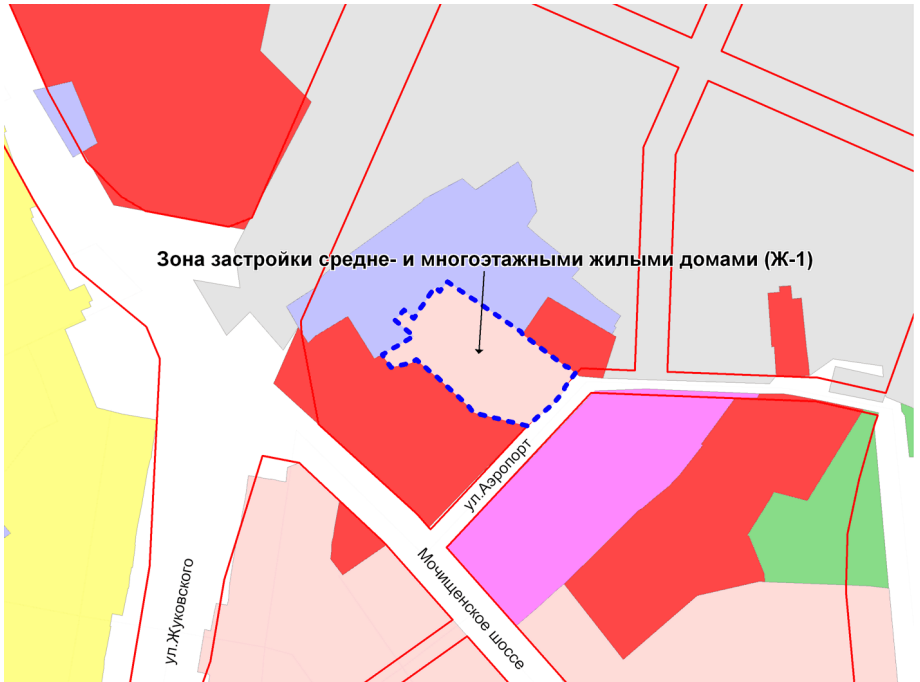 Зона застройки средне- и многоэтажными жилыми домами (Ж-1)
ул.Аэропорт
Мочищенское шоссе
ул.Жуковского